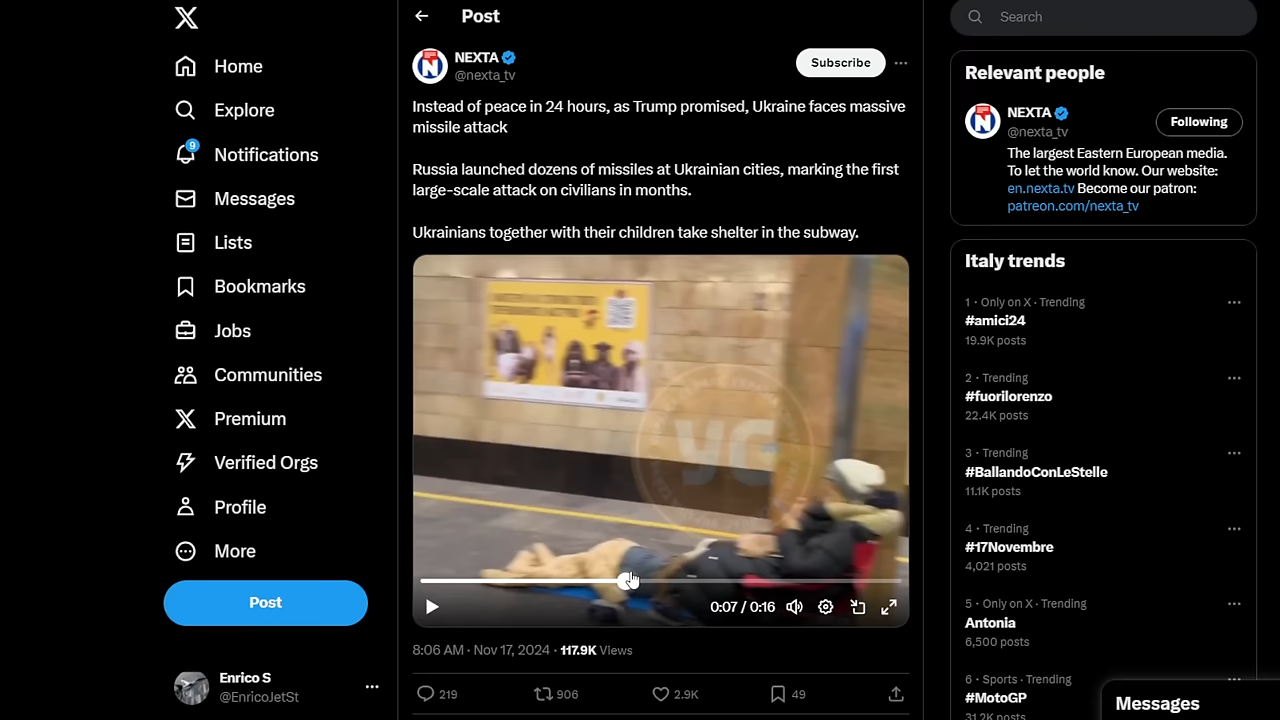 Home
Explore
9
Notifications
Messages
Lists
Bookmarks
Jobs
Communities
Premium
Verified Orgs
Profile
More
Post
Enrico S
@EnricoJetSt
Post
NEXTA
@nexta_tv
Subscribe
Instead of peace in 24 hours, as Trump promised, Ukraine faces massive
missile attack
Russia launched dozens of missiles at Ukrainian cities, marking the first
large-scale attack on civilians in months.
Ukrainians together with their children take shelter in the subway.
УС
0:07 / 0:16
8:06 AM · Nov 17, 2024 · 117.9K Views
219
906
2.9K
49
Search
Relevant people
NEXTA
@nexta_tv
Following
The largest Eastern European media.
To let the world know. Our website:
en.nexta.tv Become our patron:
patreon.com/nexta_tv
Italy trends
1 · Only on X · Trending
#amici24
19.9K posts
2 · Trending
#fuorilorenzo
22.4K posts
3 · Trending
#BallandoConLeStelle
11.1K posts
4 · Trending
#17Novembre
4,021 posts
5 · Only on X · Trending
Antonia
6,500 posts
6 · Sports · Trending
#MotoGP
31.2K posts
Messages